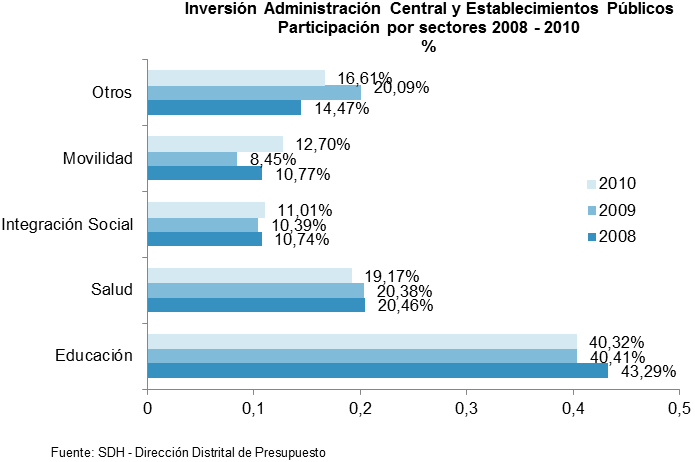 Inversión Administración Central y Establecimientos Públicos
Participación por sectores 2008 - 2010
%
Otros
16,61%
20,09%
14,47%
Movilidad
12,70%
8,45%
10,77%
Integración Social
11,01%
10,39%
10,74%
Salud
19,17%
20,38%
20,46%
Educación
40,32%
40,41%
43,29%
2010
2009
2008
0 0,1 0,2 0,3 0,4 0,5
Fuente: SDH - Dirección Distrital de Presupuesto